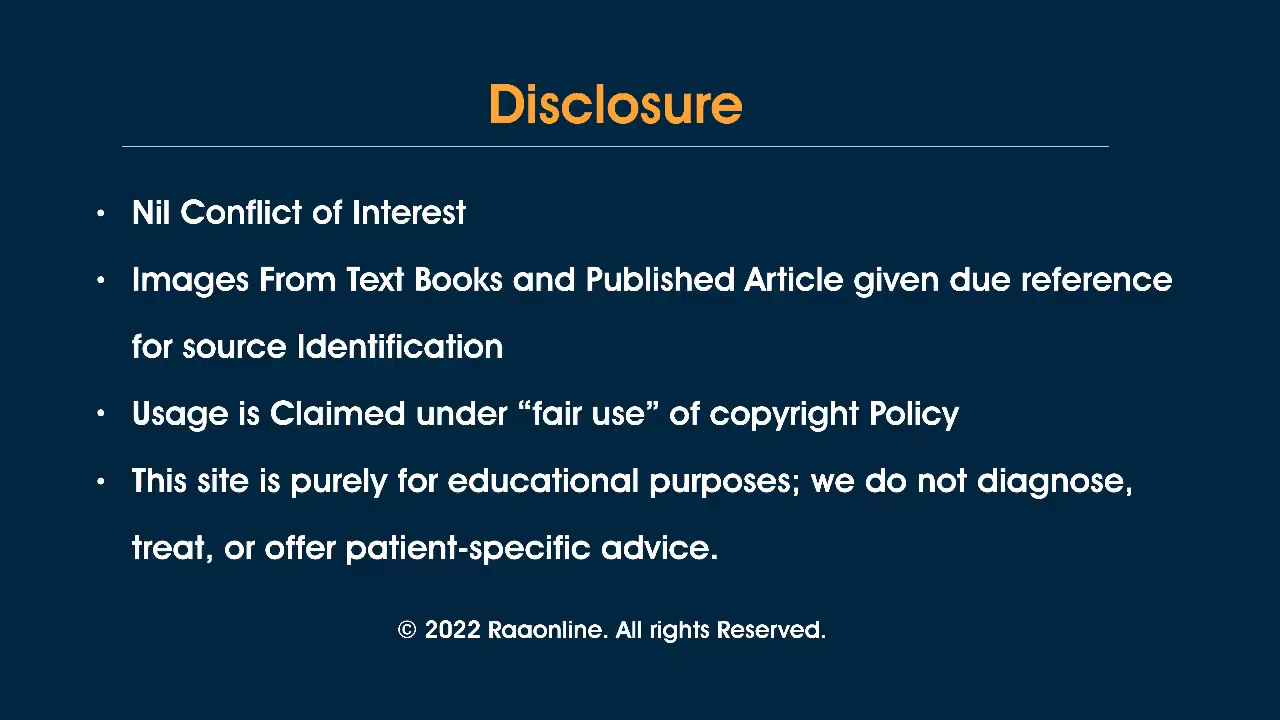 Disclosure
• Nil Conflict of Interest
• Images From Text Books and Published Article given due reference
for source Identification
• Usage is Claimed under “fair use” of copyright Policy
• This site is purely for educational purposes; we do not diagnose,
treat, or offer patient-specific advice.
© 2022 Raaonline. All rights Reserved.